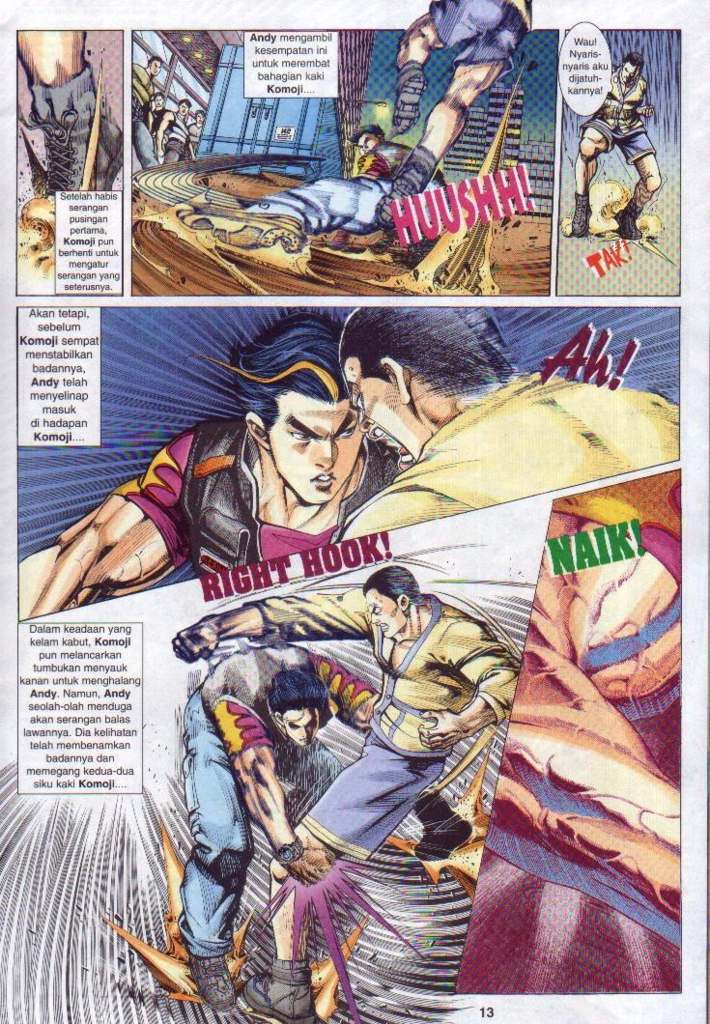 Setelah habis
serangan
pusingan
pertama,
Komoji pun
berhenti untuk
mengatur
serangan yang
seterusnya.
Andy mengambil
kesempatan ini
untuk merembat
bahagian kaki
Komoji....
HUUSHH!
Wau!
Nyaris-
nyaris aku
dijatuh-
kannya!
TAK!
Akan tetapi,
sebelum
Komoji sempat
menstabilkan
badannya,
Andy telah
menyelinap
masuk
di hadapan
Komoji....
Ah!
RIGHT HOOK!
NAIK!
Dalam keadaan yang
kelam kabut, Komoji
pun melancarkan
tumbukan menyauk
kanan untuk menghalang
Andy. Namun, Andy
seolah-olah menduga
akan serangan balas
lawannya. Dia kelihatan
telah membenamkan
badannya dan
memegang kedua-dua
siku kaki Komoji....
13